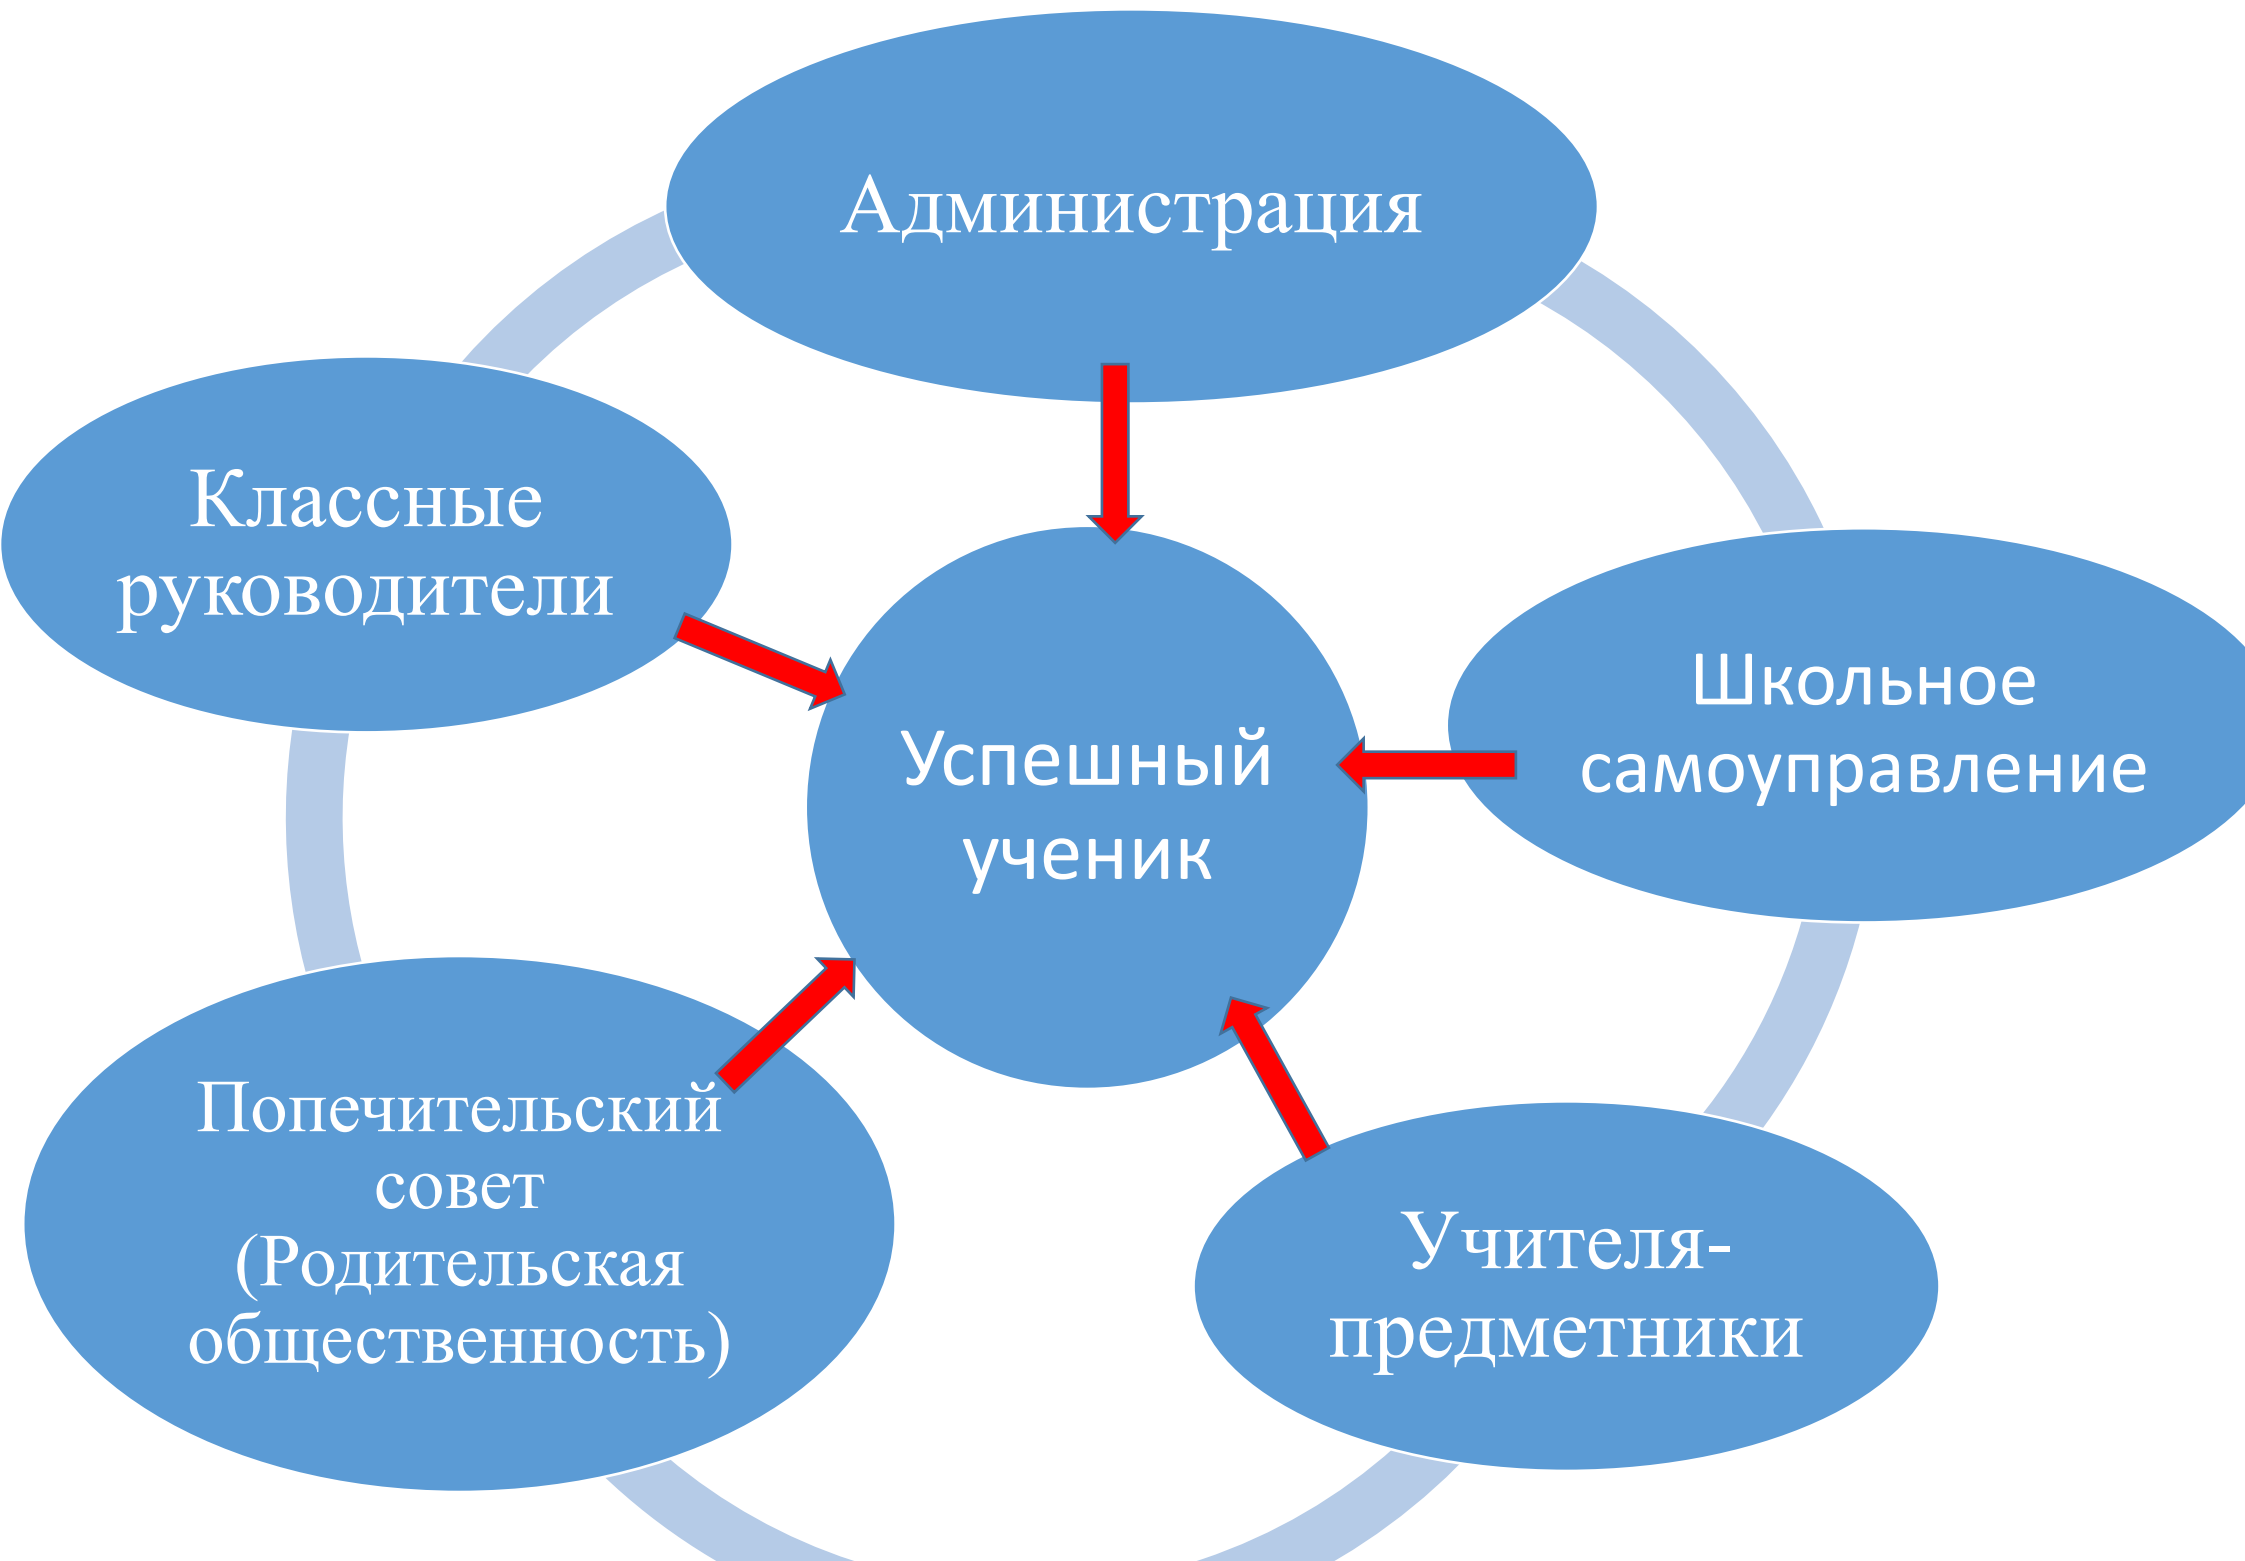 Администрация
Классные
руководители
Школьное
самоуправление
Успешный
ученик
Попечительский
совет
(Родительская
общественность)
Учителя-
предметники